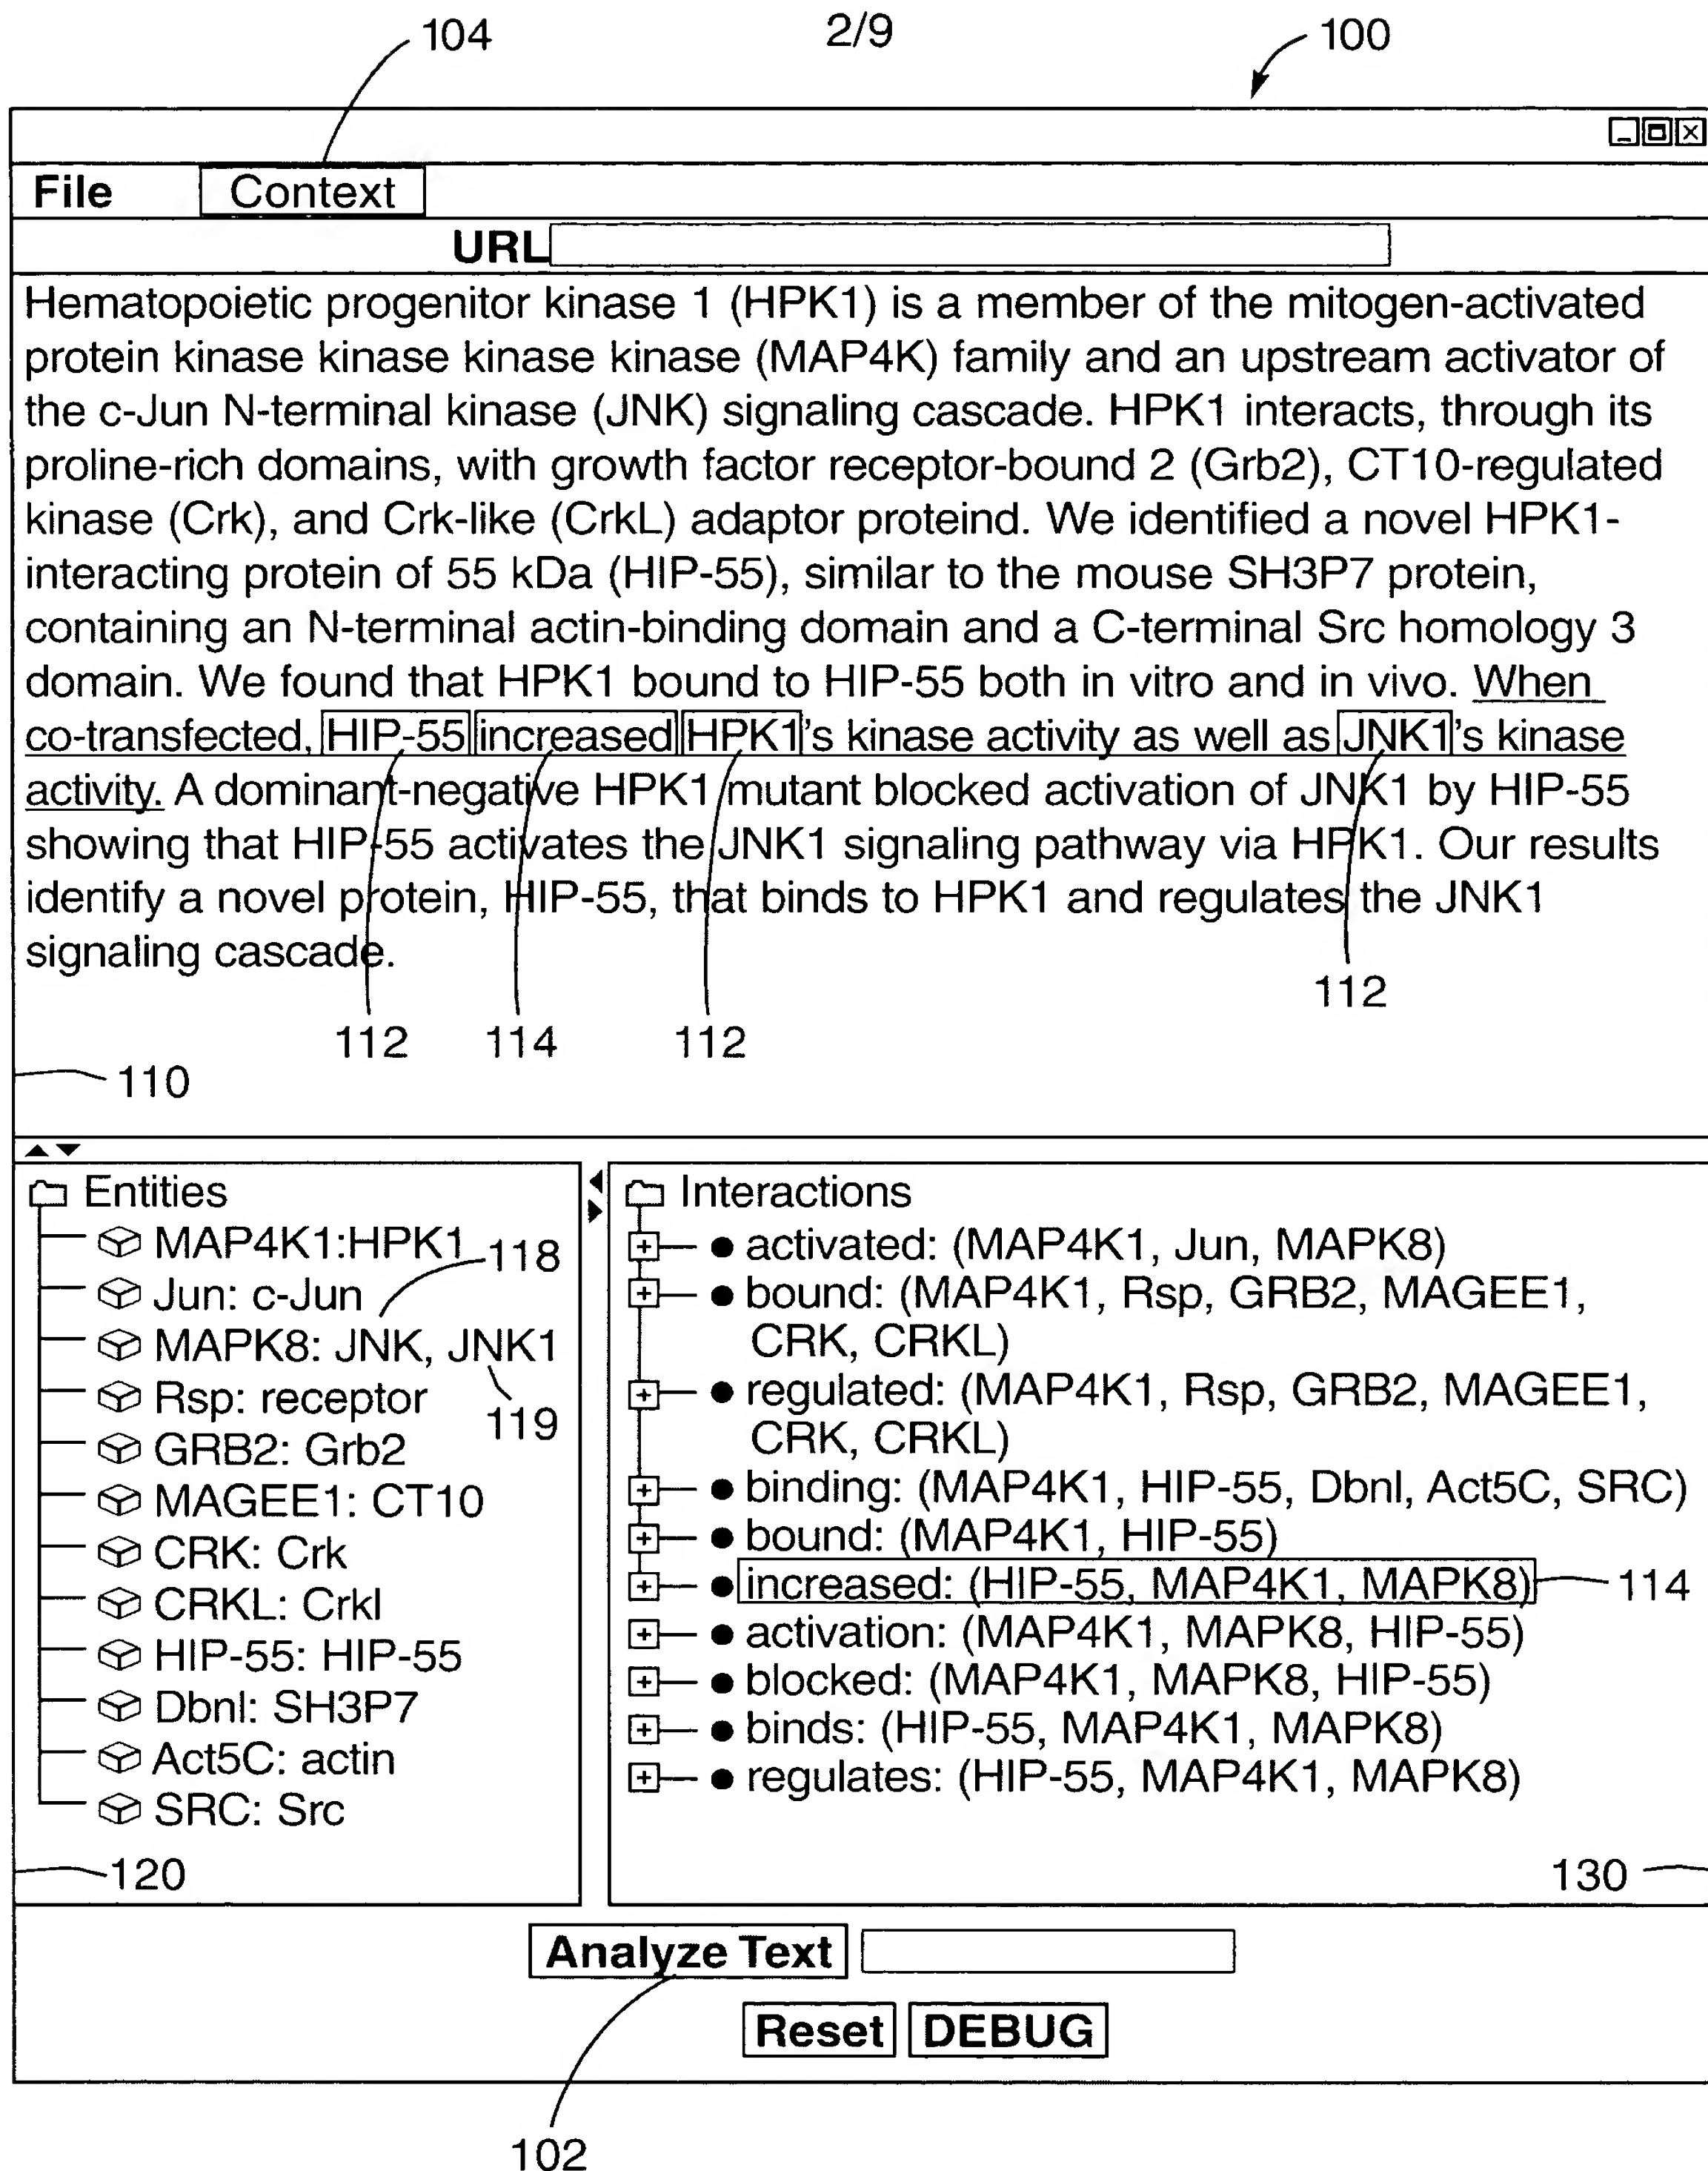 104
2/9
100
File
Context
URL
Hematopoietic progenitor kinase 1 (HPK1) is a member of the mitogen-activated
protein kinase kinase kinase kinase (MAP4K) family and an upstream activator of
the c-Jun N-terminal kinase (JNK) signaling cascade. HPK1 interacts, through its
proline-rich domains, with growth factor receptor-bound 2 (Grb2), CT10-regulated
kinase (Crk), and Crk-like (CrkL) adaptor proteind. We identified a novel HPK1-
interacting protein of 55 kDa (HIP-55), similar to the mouse SH3P7 protein,
containing an N-terminal actin-binding domain and a C-terminal Src homology 3
domain. We found that HPK1 bound to HIP-55 both in vitro and in vivo. When
co-transfected, HIP-55 increased HPK1's kinase activity as well as JNK1's kinase
activity. A dominant-negative HPK1 mutant blocked activation of JNK1 by HIP-55
showing that HIP-55 activates the JNK1 signaling pathway via HPK1. Our results
identify a novel protein, HIP-55, that binds to HPK1 and regulates the JNK1
signaling cascade.
112
112
114
112
110
Entities
MAP4K1:HPK1
118
Jun: c-Jun
MAPK8: JNK, JNK1
Rsp: receptor
119
GRB2: Grb2
MAGEE1: CT10
CRK: Crk
CRKL: Crkl
HIP-55: HIP-55
Dbnl: SH3P7
Act5C: actin
SRC: Src
120
Interactions
activated: (MAP4K1, Jun, MAPK8)
bound: (MAP4K1, Rsp, GRB2, MAGEE1,
CRK, CRKL)
regulated: (MAP4K1, Rsp, GRB2, MAGEE1,
CRK, CRKL)
binding: (MAP4K1, HIP-55, Dbnl, Act5C, SRC)
bound: (MAP4K1, HIP-55)
increased: (HIP-55, MAP4K1, MAPK8)
114
activation: (MAP4K1, MAPK8, HIP-55)
blocked: (MAP4K1, MAPK8, HIP-55)
binds: (HIP-55, MAP4K1, MAPK8)
regulates: (HIP-55, MAP4K1, MAPK8)
130
Analyze Text
Reset
DEBUG
102